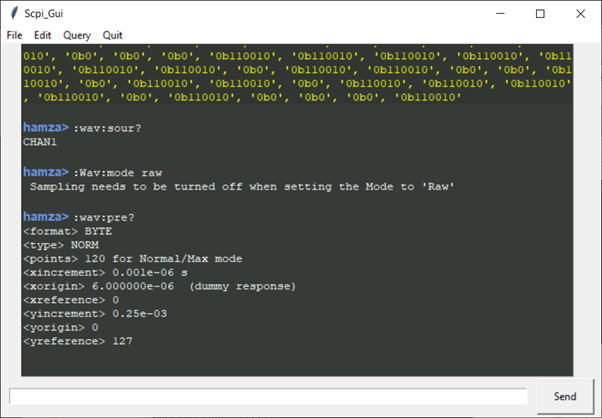 Scpi_Gui
File Edit Query Quit
010', '0b0', '0b0', '0b0', '0b110010', '0b110010', '0b110010', '0b110010', '0b11
0010', '0b110010', '0b110010', '0b0', '0b0', '0b110010', '0b110010', '0b0', '0b1
10010', '0b0', '0b110010', '0b110010', '0b110010', '0b110010', '0b110010'
, '0b110010', '0b0', '0b110010', '0b0', '0b0', '0b0', '0b110010'
hamza> :wav:sour?
CHAN1
hamza> :Wav:mode raw
Sampling needs to be turned off when setting the Mode to 'Raw'
hamza> :wav:pre?
<format> BYTE
<type> NORM
<points> 120 for Normal/Max mode
<xincrement> 0.001e-06 s
<xorigin> 6.000000e-06  (dummy response)
<xreference> 0
<yincrement> 0.25e-03
<yorigin> 0
<yreference> 127
Send